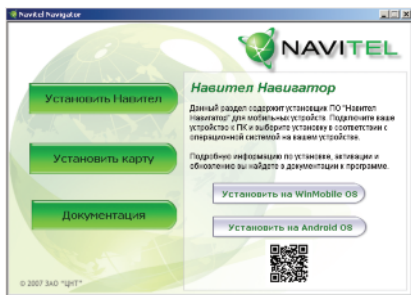 Navitel Navigator
NAVITEL
Установить Навител
Установить карту
Документация
Навител Навигатор
Данный раздел содержит установщик ПО "Навител
Навигатор" для мобильных устройств. Подключите ваше
устройство к ПК и выберите установку в соответствии с
операционной системой на вашем устройстве.
Подробную информацию по установке, активации и
обновлению вы найдете в документации к программе.
Установить на WinMobile OS
Установить на Android OS
© 2007 ЗАО "ЦНТ"